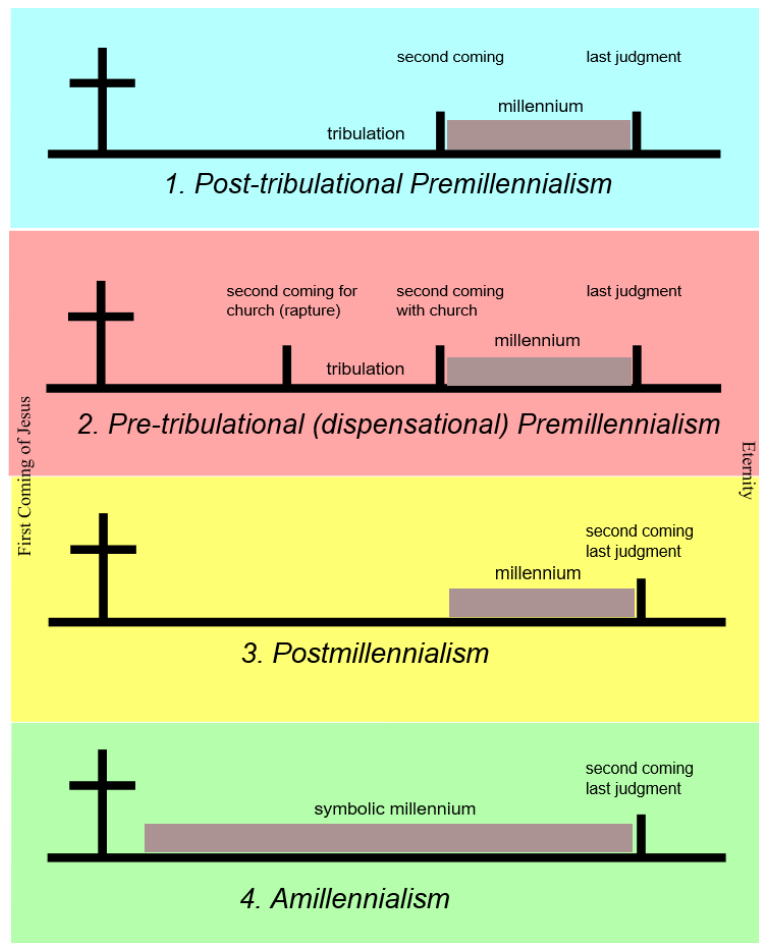 second coming
last judgment
millennium
tribulation
1. Post-tribulational Premillennialism
second coming for
church (rapture)
second coming
with church
last judgment
millennium
tribulation
2. Pre-tribulational (dispensational) Premillennialism
First Coming of Jesus
Eternity
second coming
last judgment
millennium
3. Postmillennialism
second coming
last judgment
symbolic millennium
4. Amillennialism